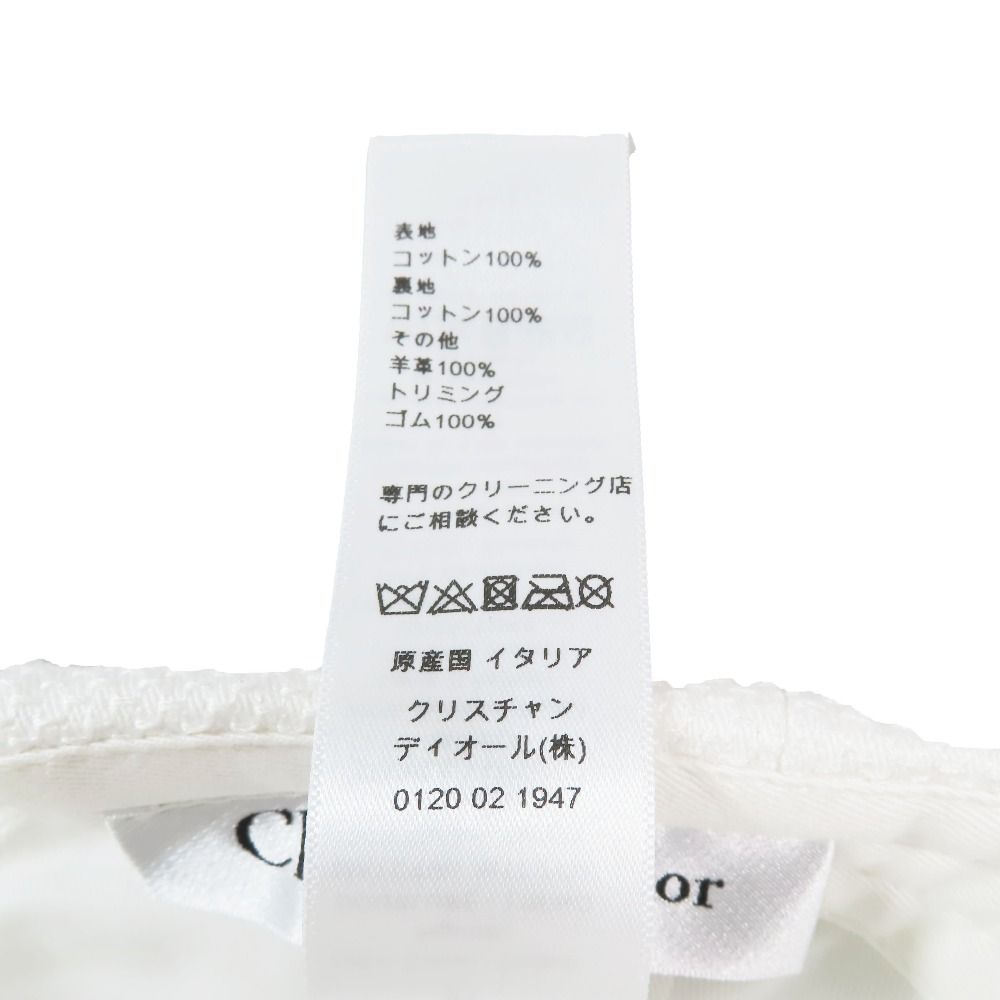 表地
コットン100%
裏地
コットン100%
その他
羊革100%
トリミング
ゴム100%
専門のクリーニング店
にご相談ください。
原産国 イタリア
クリスチャン
ディオール(株)
0120 02 1947
or